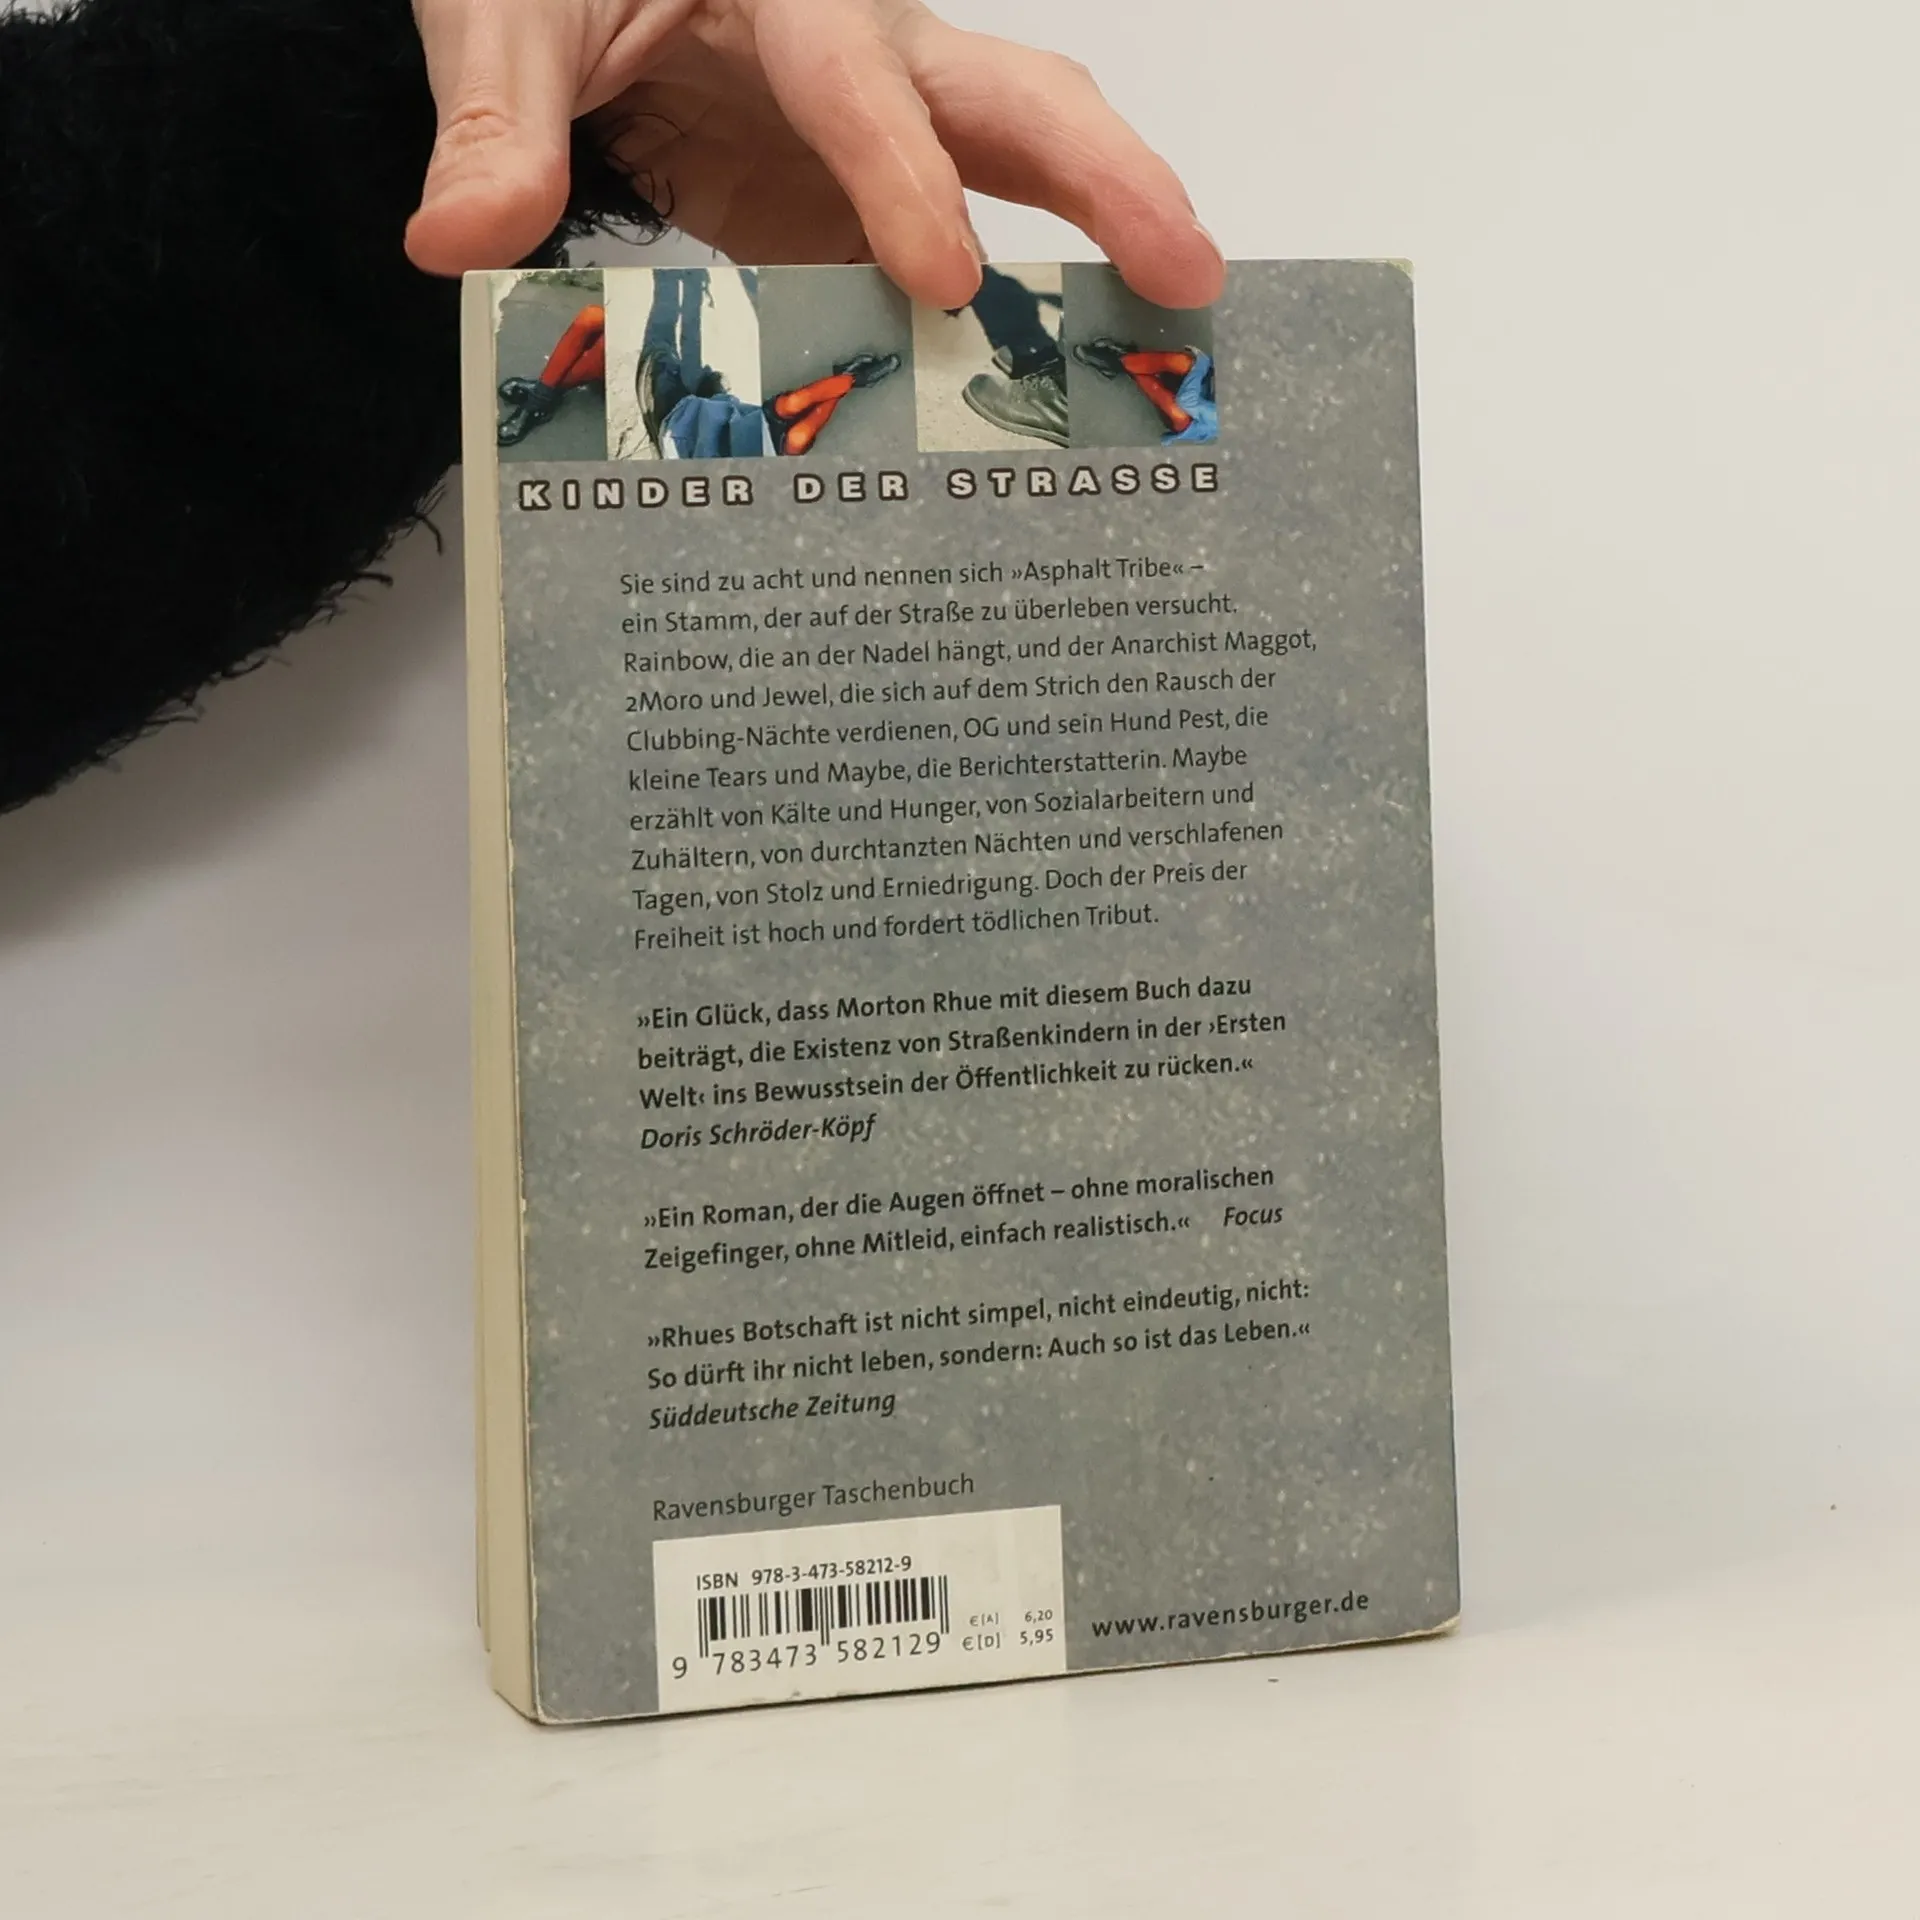 KINDER DER STRASSE
Sie sind zu acht und nennen sich »Asphalt Tribe« –
ein Stamm, der auf der Straße zu überleben versucht.
Rainbow, die an der Nadel hängt, und der Anarchist Maggot,
2Moro und Jewel, die sich auf dem Strich den Rausch der
Clubbing-Nächte verdienen, OG und sein Hund Pest, die
kleine Tears und Maybe, die Berichterstatterin. Maybe
erzählt von Kälte und Hunger, von Sozialarbeitern und
Zuhältern, von durchtanzten Nächten und verschlafenen
Tagen, von Stolz und Erniedrigung. Doch der Preis der
Freiheit ist hoch und fordert tödlichen Tribut.
»Ein Glück, dass Morton Rhue mit diesem Buch dazu
beiträgt, die Existenz von Straßenkindern in der ›Ersten
Welt‹ ins Bewusstsein der Öffentlichkeit zu rücken.«
Doris Schröder-Köpf
»Ein Roman, der die Augen öffnet – ohne moralischen
Zeigefinger, ohne Mitleid, einfach realistisch.« Focus
»Rhues Botschaft ist nicht simpel, nicht eindeutig, nicht:
So dürft ihr nicht leben, sondern: Auch so ist das Leben.«
Süddeutsche Zeitung
Ravensburger Taschenbuch
ISBN 978-3-473-58212-9
€[A] 6,20
€[D] 5,95
9 783473 582129
www.ravensburger.de